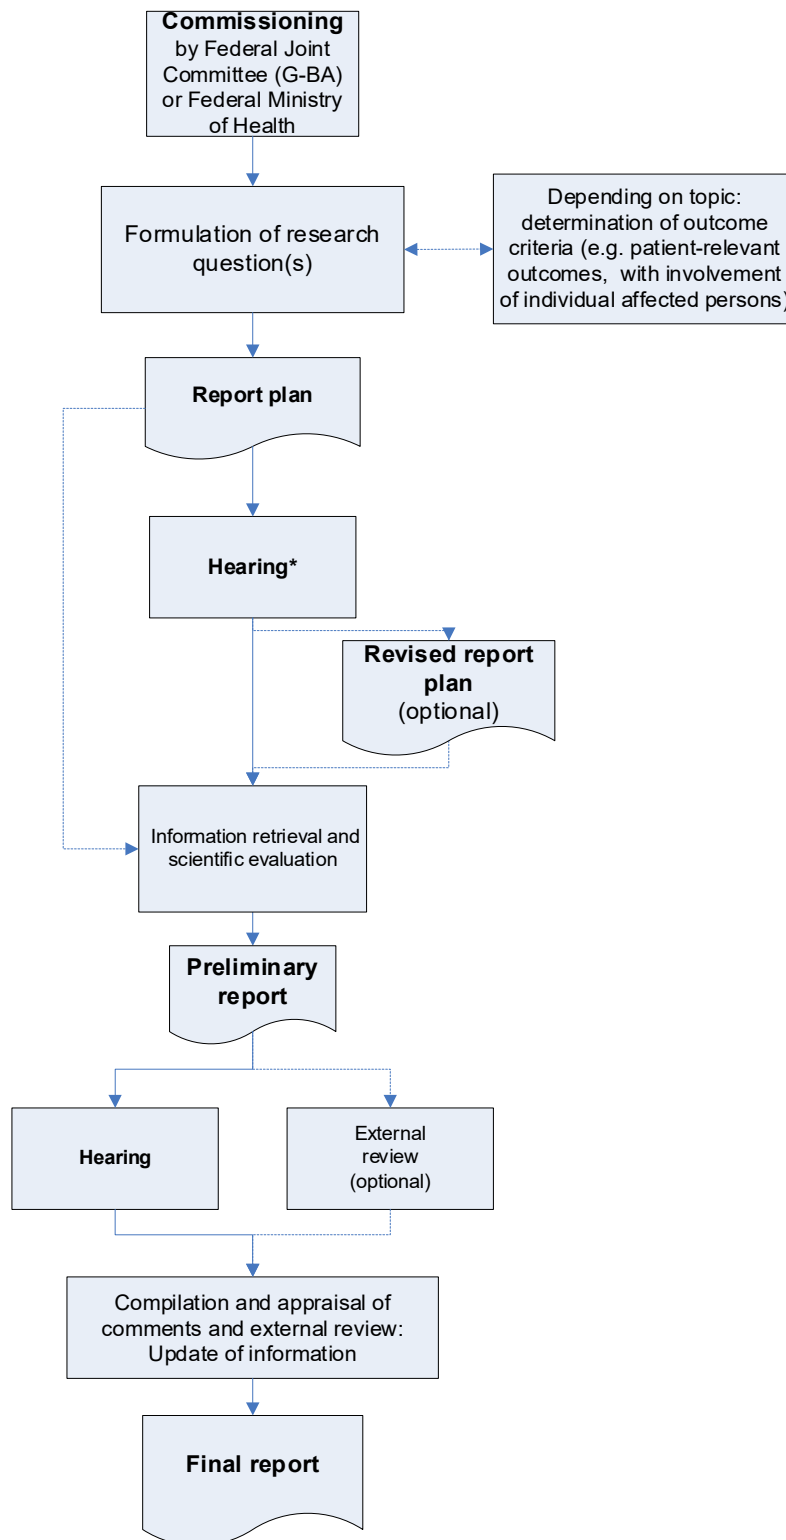 Commissioning
by Federal Joint
Committee (G-BA)
or Federal Ministry
of Health
Formulation of research
question(s)
Depending on topic:
determination of outcome
criteria (e.g. patient-relevant
outcomes, with involvement
of individual affected persons)
Report plan
Hearing*
Revised report
plan
(optional)
Information retrieval and
scientific evaluation
Preliminary
report
Hearing
External
review
(optional)
Compilation and appraisal of
comments and external review:
Update of information
Final report